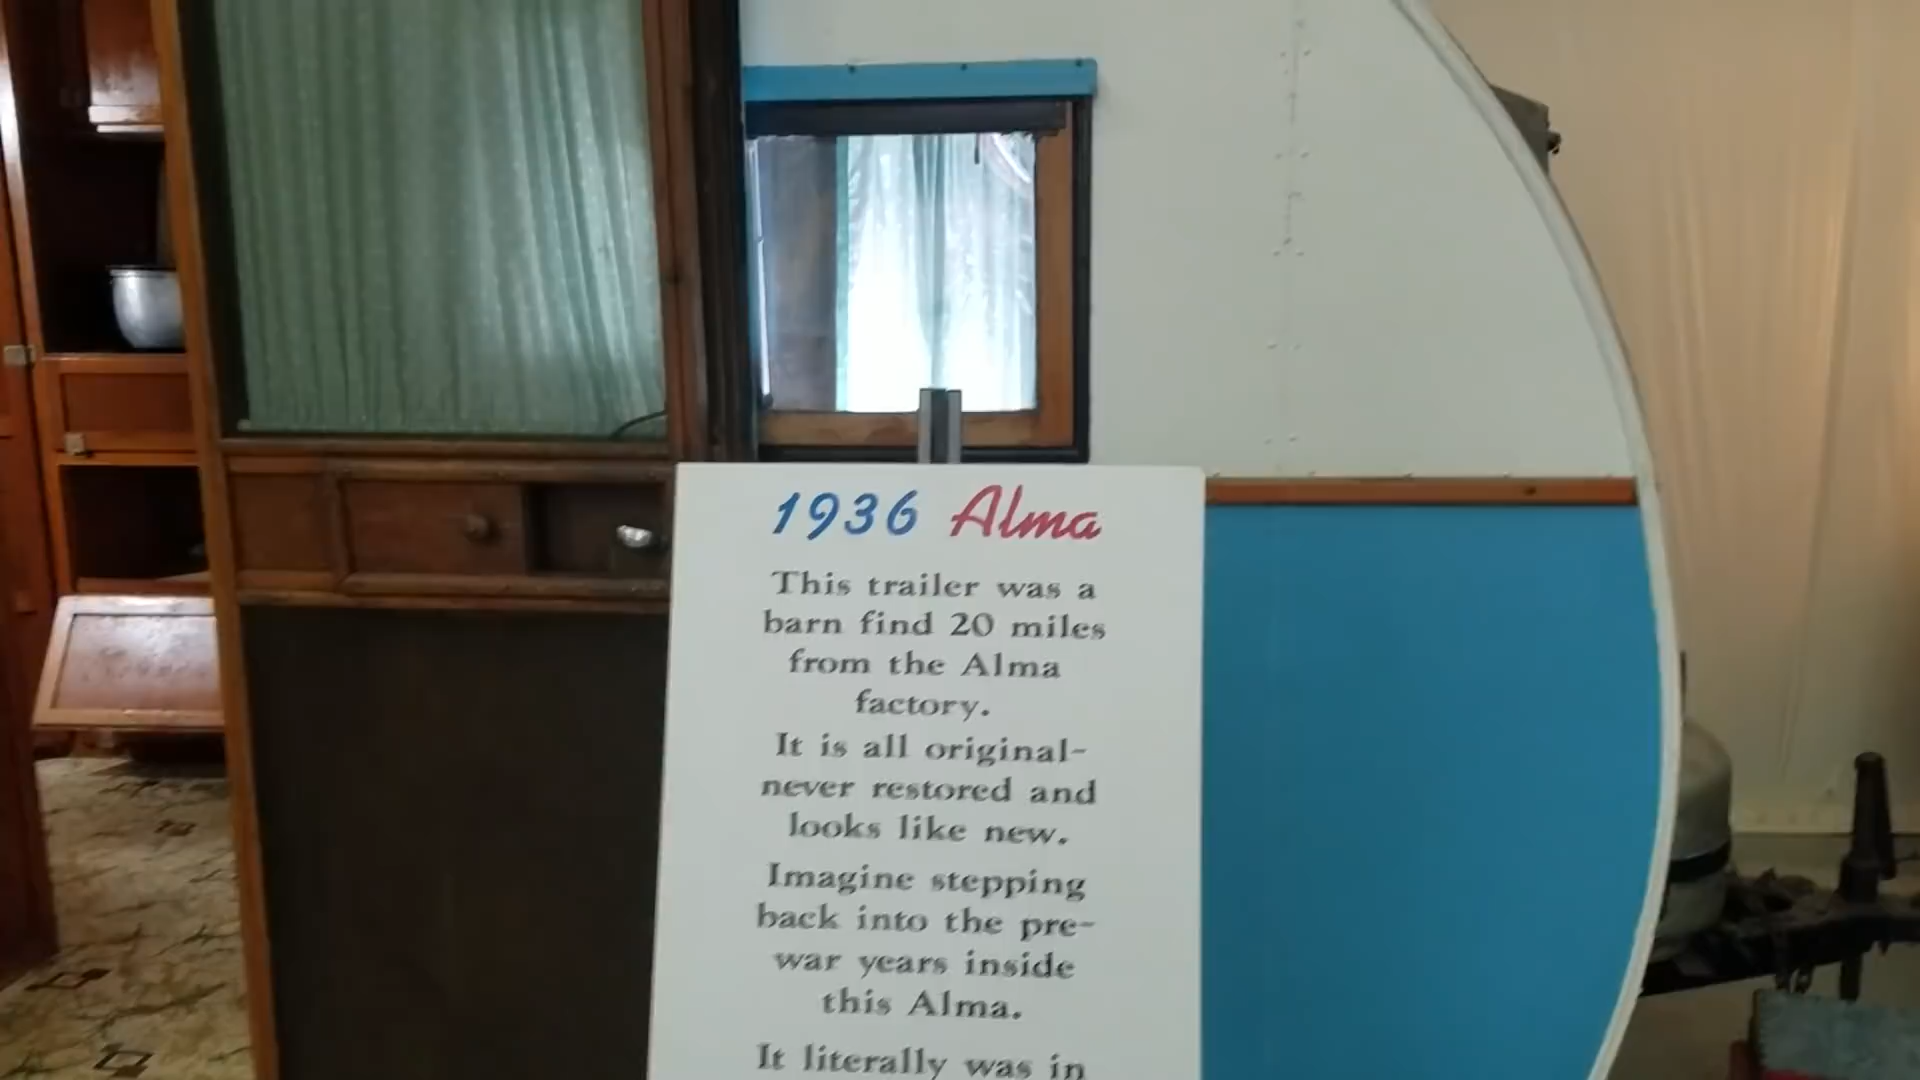 1936 Alma
This trailer was a
barn find 20 miles
from the Alma
factory.
It is all original-
never restored and
looks like new.
Imagine stepping
back into the pre-
war years inside
this Alma.
It literally was in